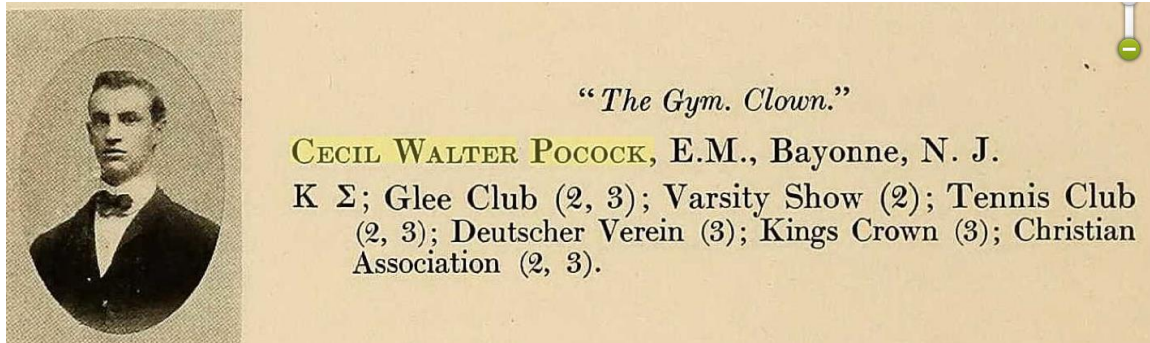 “The Gym. Clown.”
CECIL WALTER POCOCK, E.M., Bayonne, N. J.
Κ Σ; Glee Club (2, 3); Varsity Show (2); Tennis Club
(2, 3); Deutscher Verein (3); Kings Crown (3); Christian
Association (2, 3).